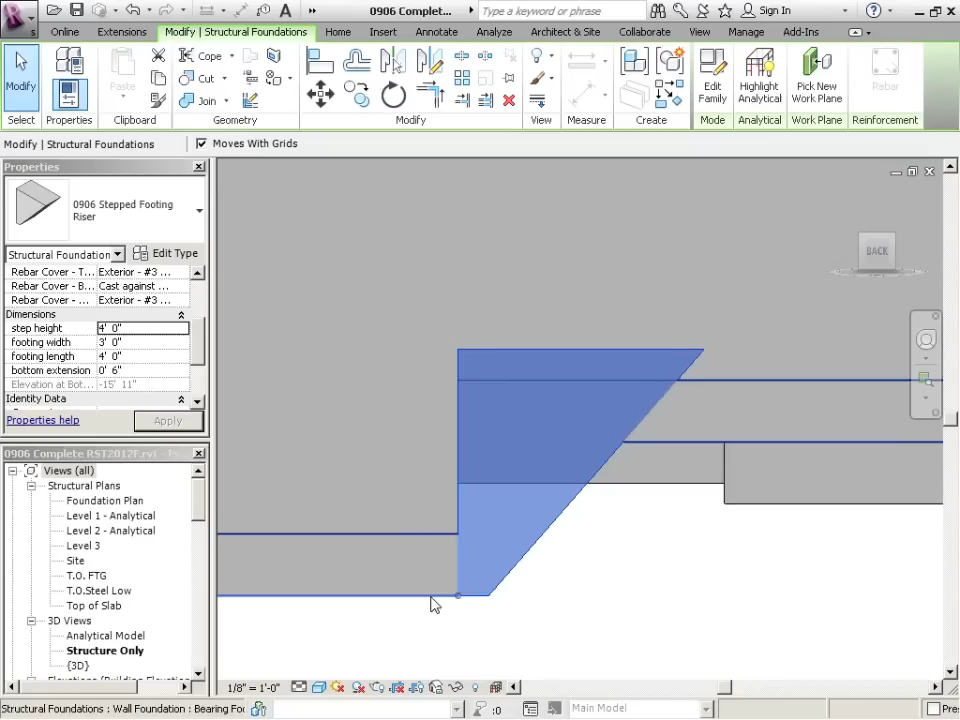 0906 Complet...
Type a keyword or phrase
Sign In
Online
Extensions
Modify | Structural Foundations
Home
Insert
Annotate
Analyze
Architect & Site
Collaborate
View
Manage
Add-Ins
Modify
Paste
Cope
Cut
Join
Edit
Family
Highlight
Analytical
Pick New
Work Plane
Rebar
Select
Properties
Clipboard
Geometry
Modify
View
Measure
Create
Mode
Analytical
Work Plane
Reinforcement
Modify | Structural Foundations
Moves With Grids
Properties
0906 Stepped Footing
Riser
Structural Foundation
Edit Type
Rebar Cover - T... Exterior - #3 ...
Rebar Cover - B... Cast against ...
Rebar Cover - ... Exterior - #3 ...
Dimensions
step height 4' 0"
footing width 3' 0"
footing length 4' 0"
bottom extension 0' 6"
Elevation at Bot... -15' 11"
Identity Data
Properties help
Apply
0906 Complete RST2012F.rvt - P...
Views (all)
Structural Plans
Foundation Plan
Level 1 - Analytical
Level 2 - Analytical
Level 3
Site
T.O. FTG
T.O.Steel Low
Top of Slab
3D Views
Analytical Model
Structure Only
{3D}
BACK
1/8" = 1'-0"
Structural Foundations : Wall Foundation : Bearing Fo
:0
Main Model
Pres